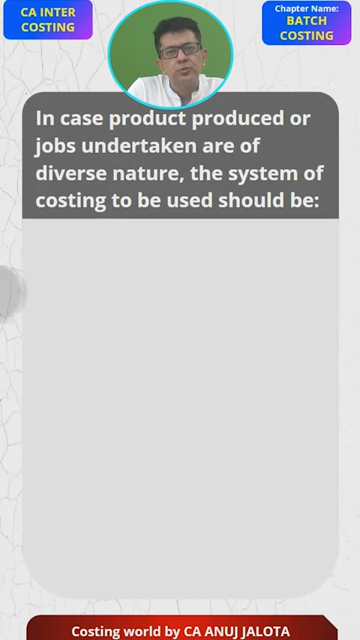 CA INTER
COSTING
Chapter Name:
BATCH
COSTING
In case product produced or
jobs undertaken are of
diverse nature, the system of
costing to be used should be:
Costing world by CA ANUJ JALOTA